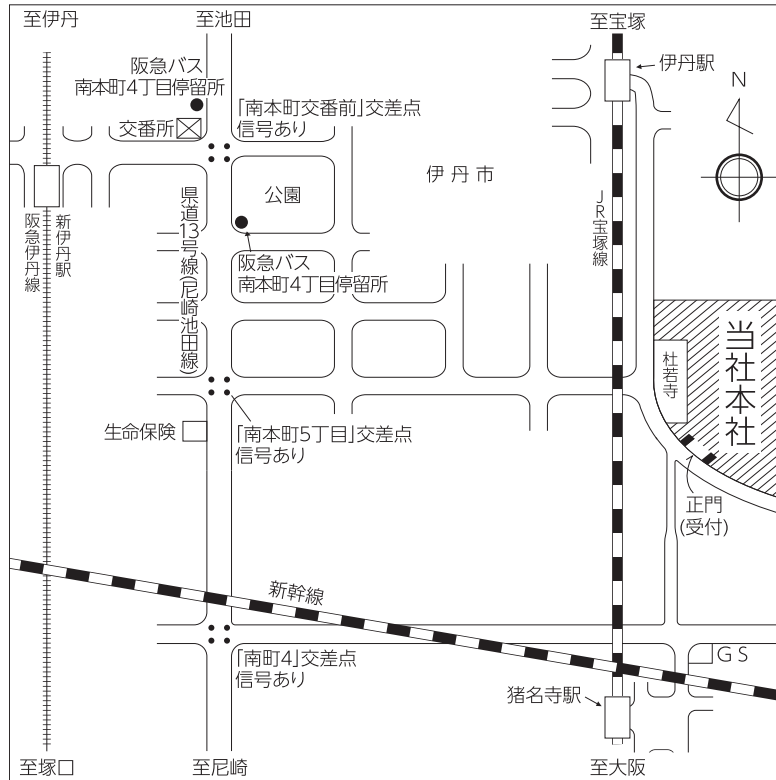 至伊丹
至池田
至宝塚
阪急バス
南本町4丁目停留所
伊丹駅
N
「南本町交番前」交差点
信号あり
交番所
公園
伊丹市
県道13号線(尼崎池田線)
JR宝塚線
新伊丹駅
阪急伊丹線
阪急バス
南本町4丁目停留所
当社本社
杜若寺
生命保険
「南本町5丁目」交差点
信号あり
正門
(受付)
新幹線
「南町4」交差点
信号あり
GS
猪名寺駅
至塚口
至尼崎
至大阪